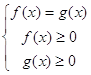 f(x) = g(x)
f(x) ≥ 0
g(x) ≥ 0